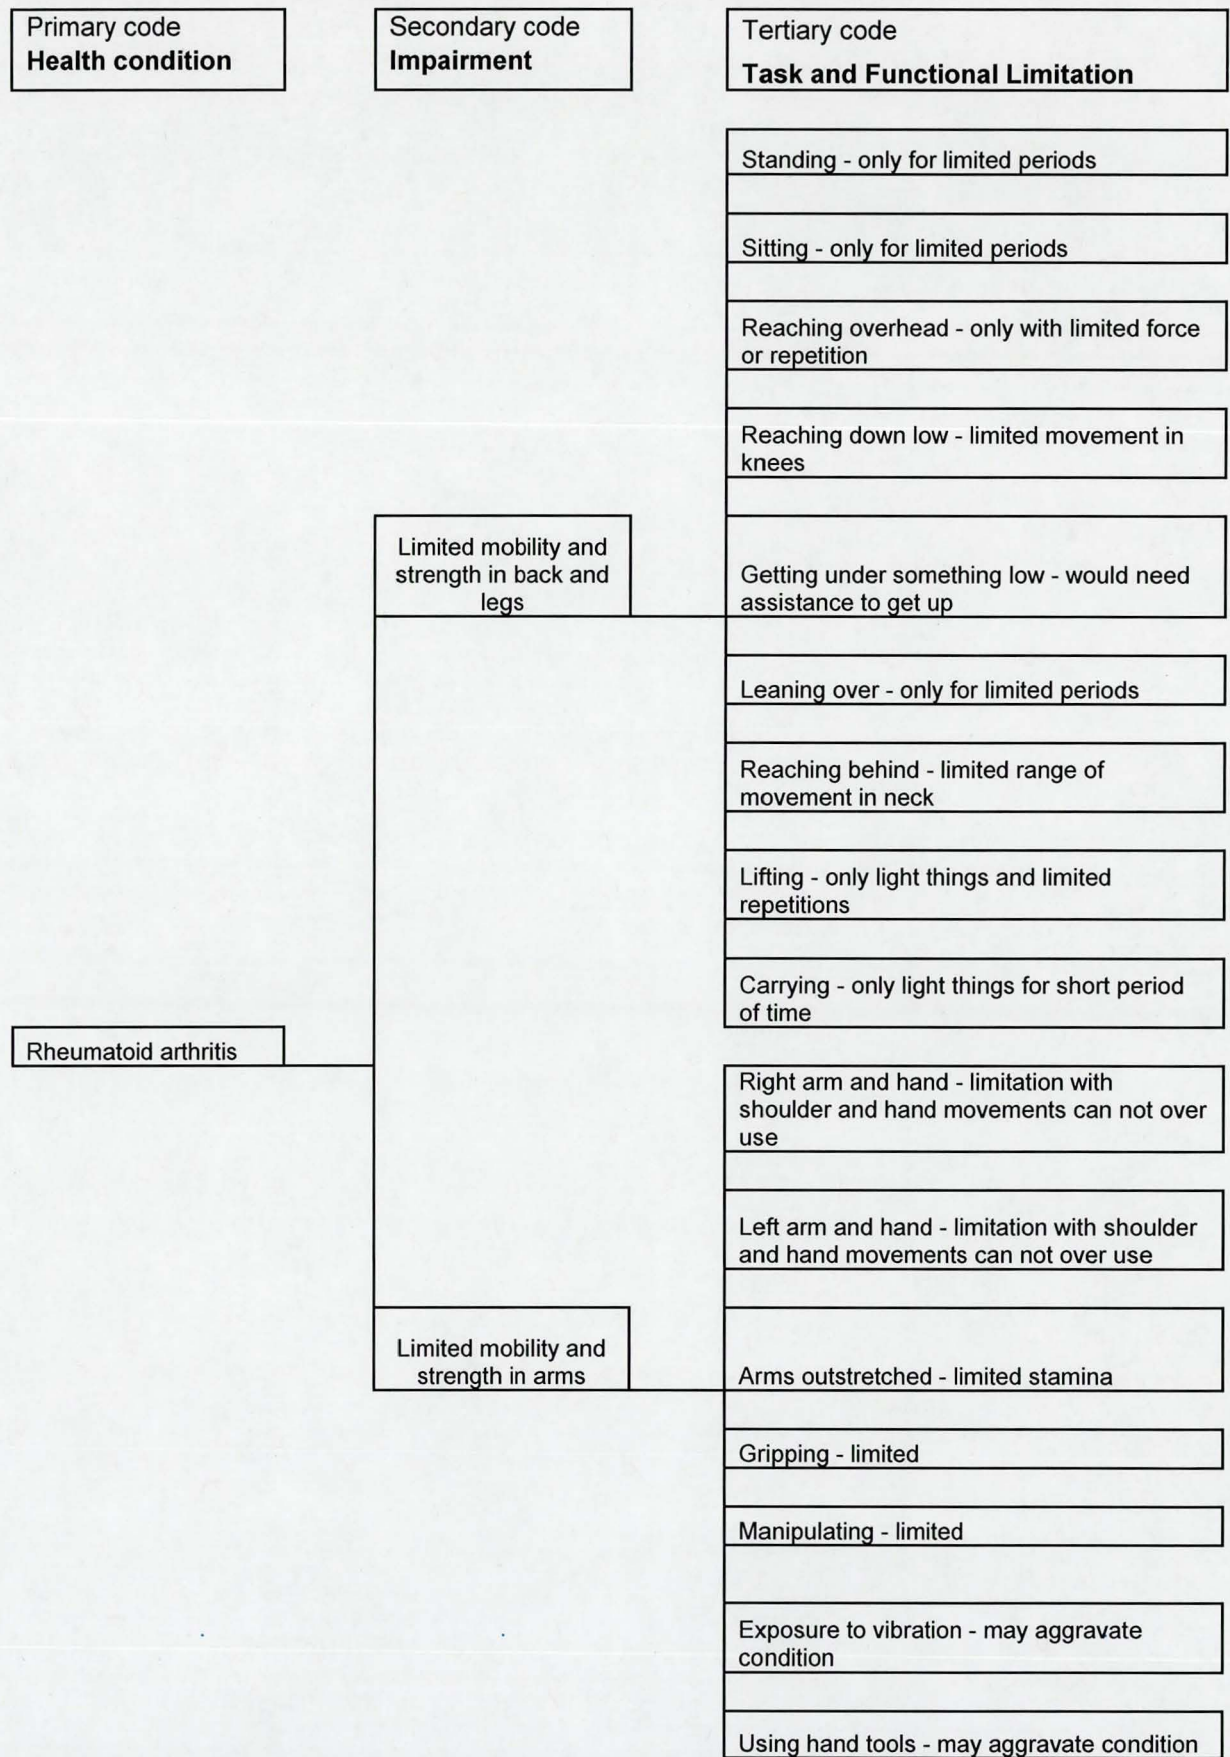 Primary code
Health condition
Secondary code
Impairment
Tertiary code
Task and Functional Limitation
Standing - only for limited periods
Sitting - only for limited periods
Reaching overhead - only with limited force
or repetition
Reaching down low - limited movement in
knees
Limited mobility and
strength in back and
legs
Getting under something low - would need
assistance to get up
Leaning over - only for limited periods
Reaching behind - limited range of
movement in neck
Lifting - only light things and limited
repetitions
Carrying - only light things for short period
of time
Rheumatoid arthritis
Right arm and hand - limitation with
shoulder and hand movements can not over
use
Left arm and hand - limitation with shoulder
and hand movements can not over use
Limited mobility and
strength in arms
Arms outstretched - limited stamina
Gripping - limited
Manipulating - limited
Exposure to vibration - may aggravate
condition
Using hand tools - may aggravate condition